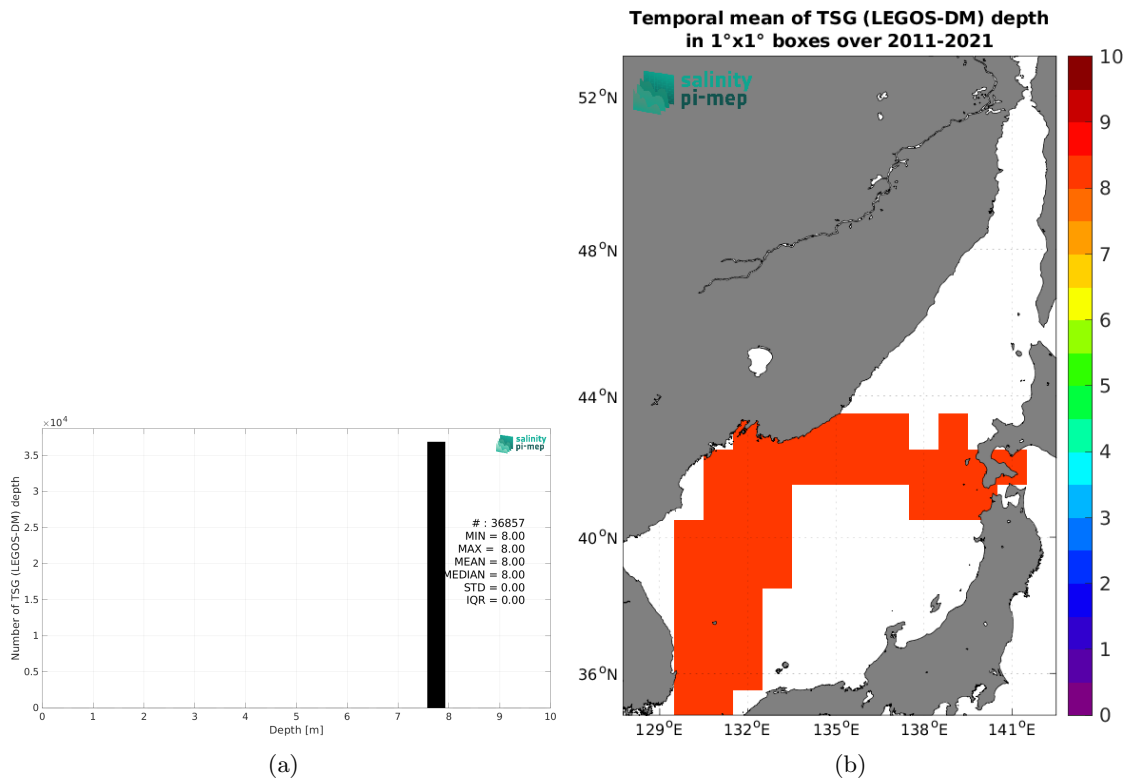 ×10⁴
3.5
3
2.5
2
1.5
1
0.5
0
Number of TSG (LEGOS-DM) depth
salinity
pi-mep
# : 36857
MIN = 8.00
MAX = 8.00
MEAN = 8.00
MEDIAN = 8.00
STD = 0.00
IQR = 0.00
0 1 2 3 4 5 6 7 8 9 10
Depth [m]
(a)
Temporal mean of TSG (LEGOS-DM) depth
in 1°x1° boxes over 2011-2021
salinity
pi-mep
52°N
48°N
44°N
40°N
36°N
129°E 132°E 135°E 138°E 141°E
10
9
8
7
6
5
4
3
2
1
0
(b)